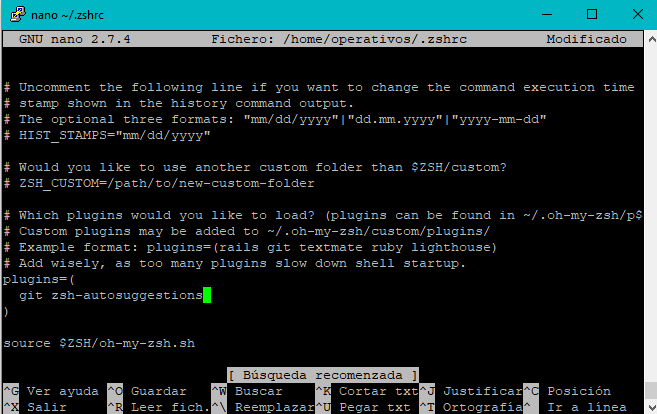 nano ~/.zshrc
GNU nano 2.7.4 Fichero: /home/operativos/.zshrc Modificado
# Uncomment the following line if you want to change the command execution time
# stamp shown in the history command output.
# The optional three formats: "mm/dd/yyyy"|"dd.mm.yyyy"|"yyyy-mm-dd"
# HIST_STAMPS="mm/dd/yyyy"
# Would you like to use another custom folder than $ZSH/custom?
# ZSH_CUSTOM=/path/to/new-custom-folder
# Which plugins would you like to load? (plugins can be found in ~/.oh-my-zsh/p$
# Custom plugins may be added to ~/.oh-my-zsh/custom/plugins/
# Example format: plugins=(rails git textmate ruby lighthouse)
# Add wisely, as too many plugins slow down shell startup.
plugins=(
git zsh-autosuggestions
)
source $ZSH/oh-my-zsh.sh
[ Búsqueda recomenzada ]
^G Ver ayuda ^O Guardar ^W Buscar ^K Cortar txt ^J Justificar ^C Posición
^X Salir ^R Leer fich. ^\ Reemplazar ^U Pegar txt ^T Ortografía ^_ Ir a línea